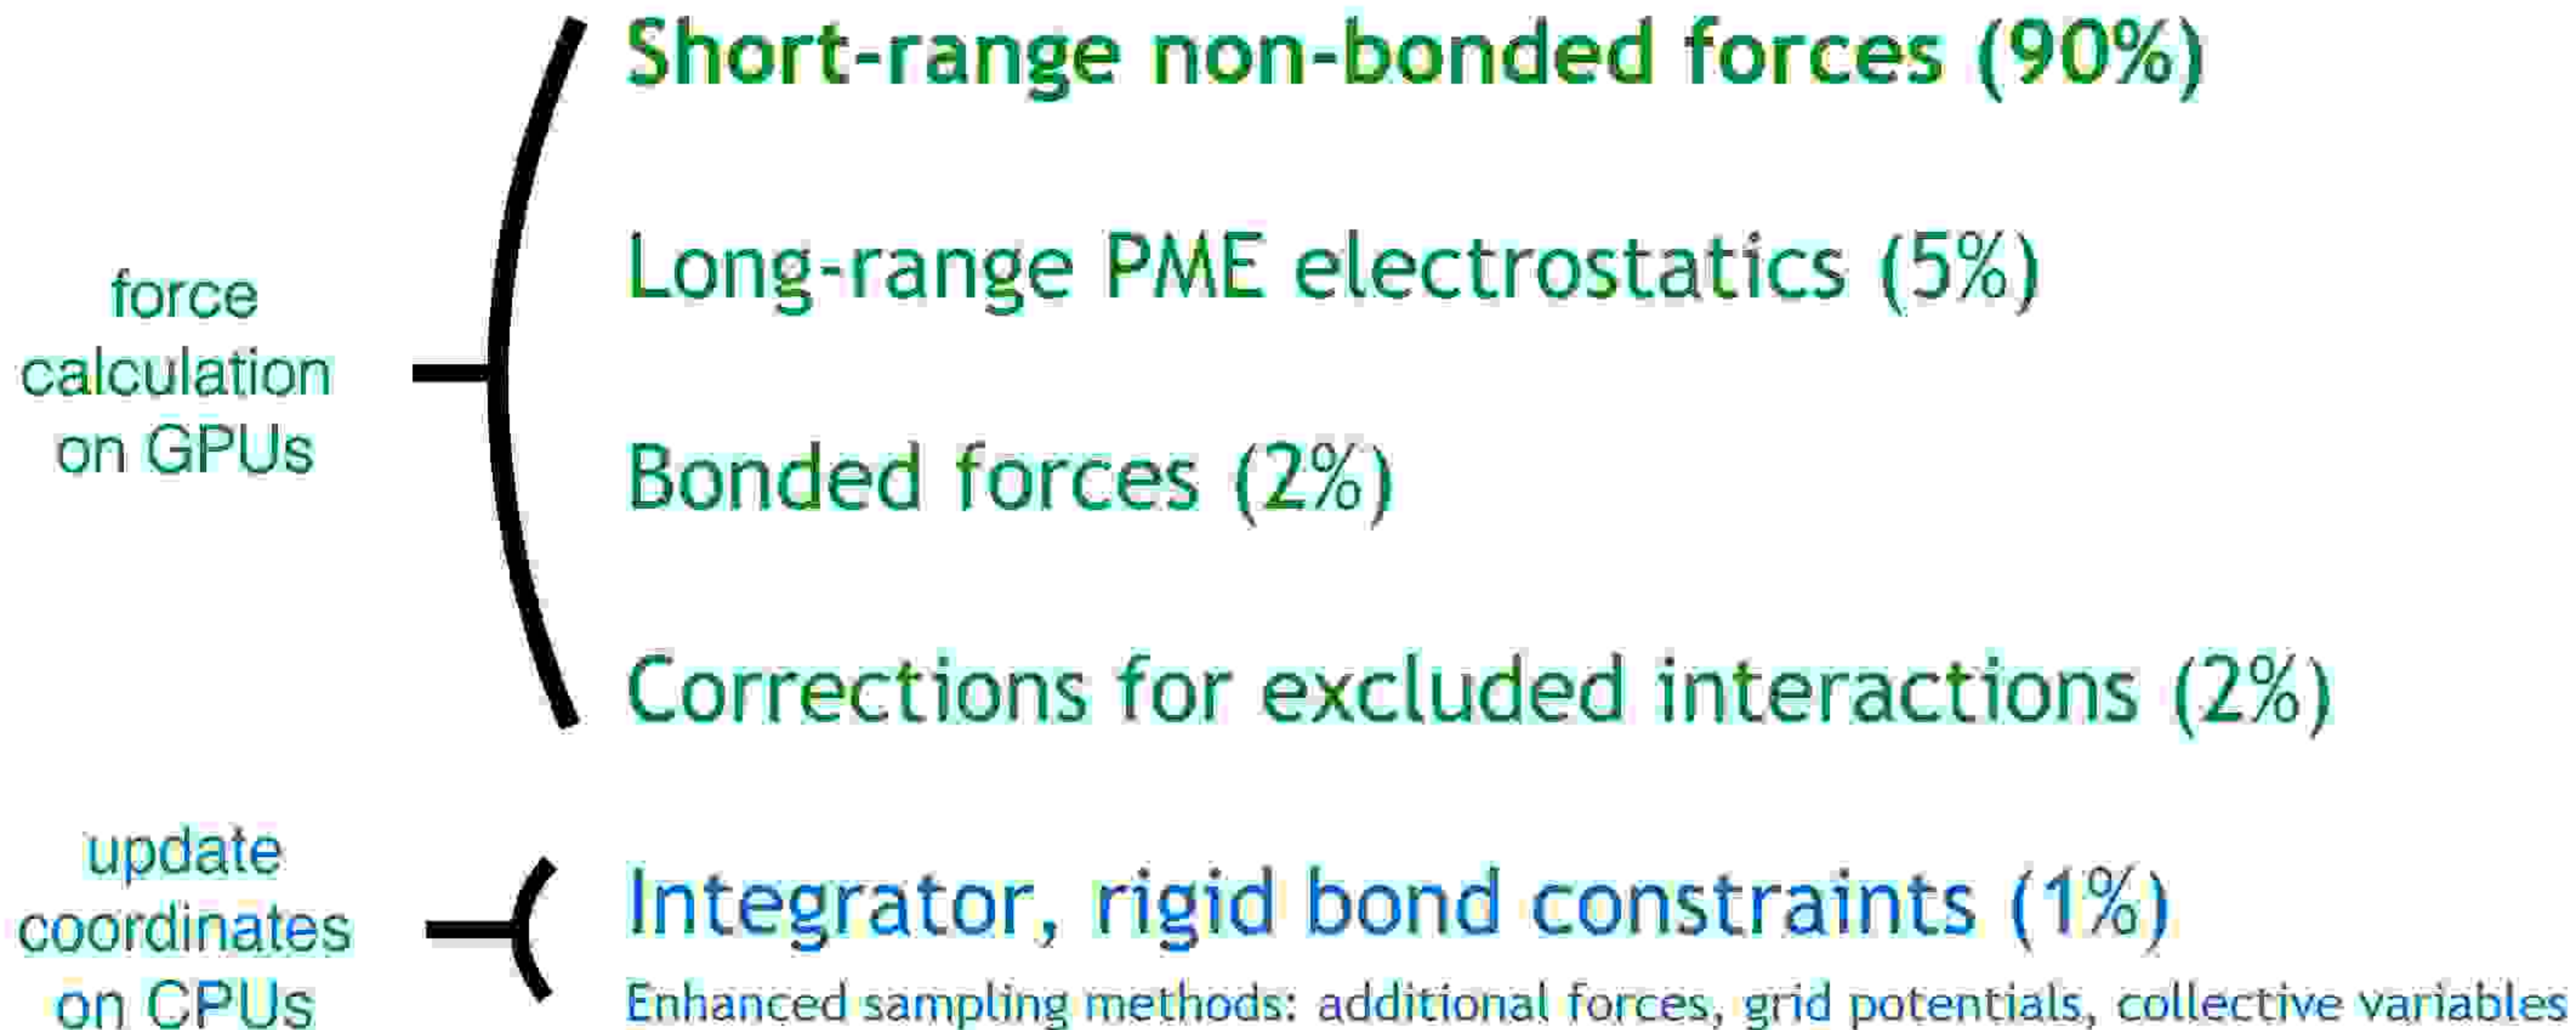 Short-range non-bonded forces (90%)
Long-range PME electrostatics (5%)
force
calculation
on GPUs
Bonded forces (2%)
Corrections for excluded interactions (2%)
update
coordinates
on CPUs
Integrator, rigid bond constraints (1%)
Enhanced sampling methods: additional forces, grid potentials, collective variables